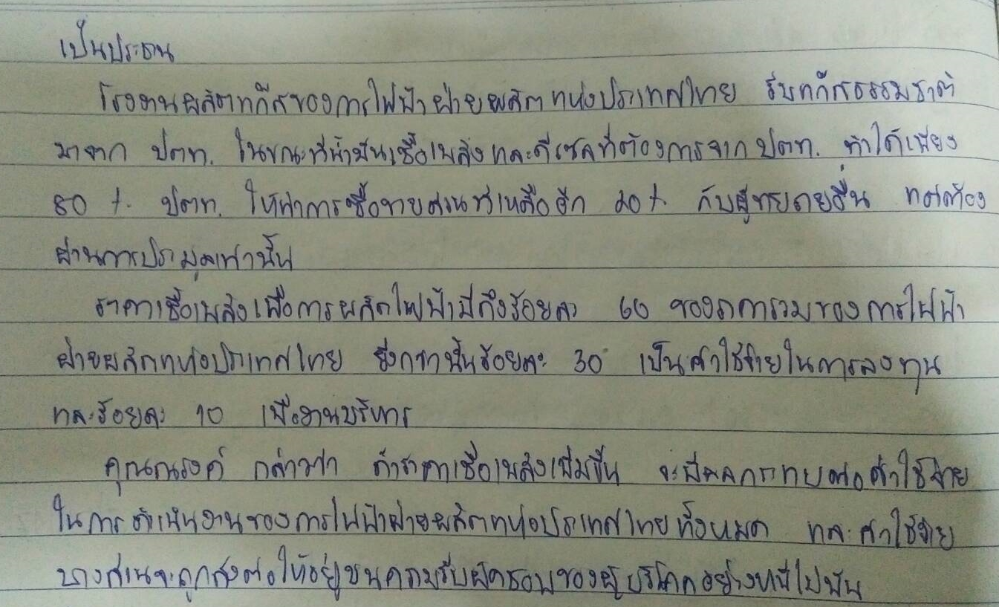 เป็นประธาน
โรงงานผลิตก๊าซของการไฟฟ้าฝ่ายผลิตแห่งประเทศไทย รับก๊าซธรรมชาติ
มาจาก ปตท. ในขณะที่น้ำมันเชื้อเพลิงและดีเซลที่ต้องการจาก ปตท. ทำได้เพียง
80 % ปตท. ให้ทำการซื้อขายส่วนที่เหลืออีก 20 % กับผู้ขายรายอื่น แต่ต้อง
ผ่านการประมูลเท่านั้น
ราคาเชื้อเพลิงเพื่อการผลิตไฟฟ้ามีถึงร้อยละ 60 ของราคารวมของการไฟฟ้า
ฝ่ายผลิตแห่งประเทศไทย ยิ่งกว่านั้นร้อยละ 30 เป็นค่าใช้จ่ายในการลงทุน
และร้อยละ 10 เพื่องานบริหาร
คุณณรงค์ กล่าวว่า ถ้าราคาเชื้อเพลิงเพิ่มขึ้น จะมีผลกระทบต่อค่าใช้จ่าย
ในการดำเนินงานของการไฟฟ้าฝ่ายผลิตแห่งประเทศไทยทั้งหมด และค่าใช้จ่าย
บางส่วนจะถูกส่งต่อให้อยู่บนความรับผิดชอบของผู้บริโภคอย่างหนีไม่พ้น